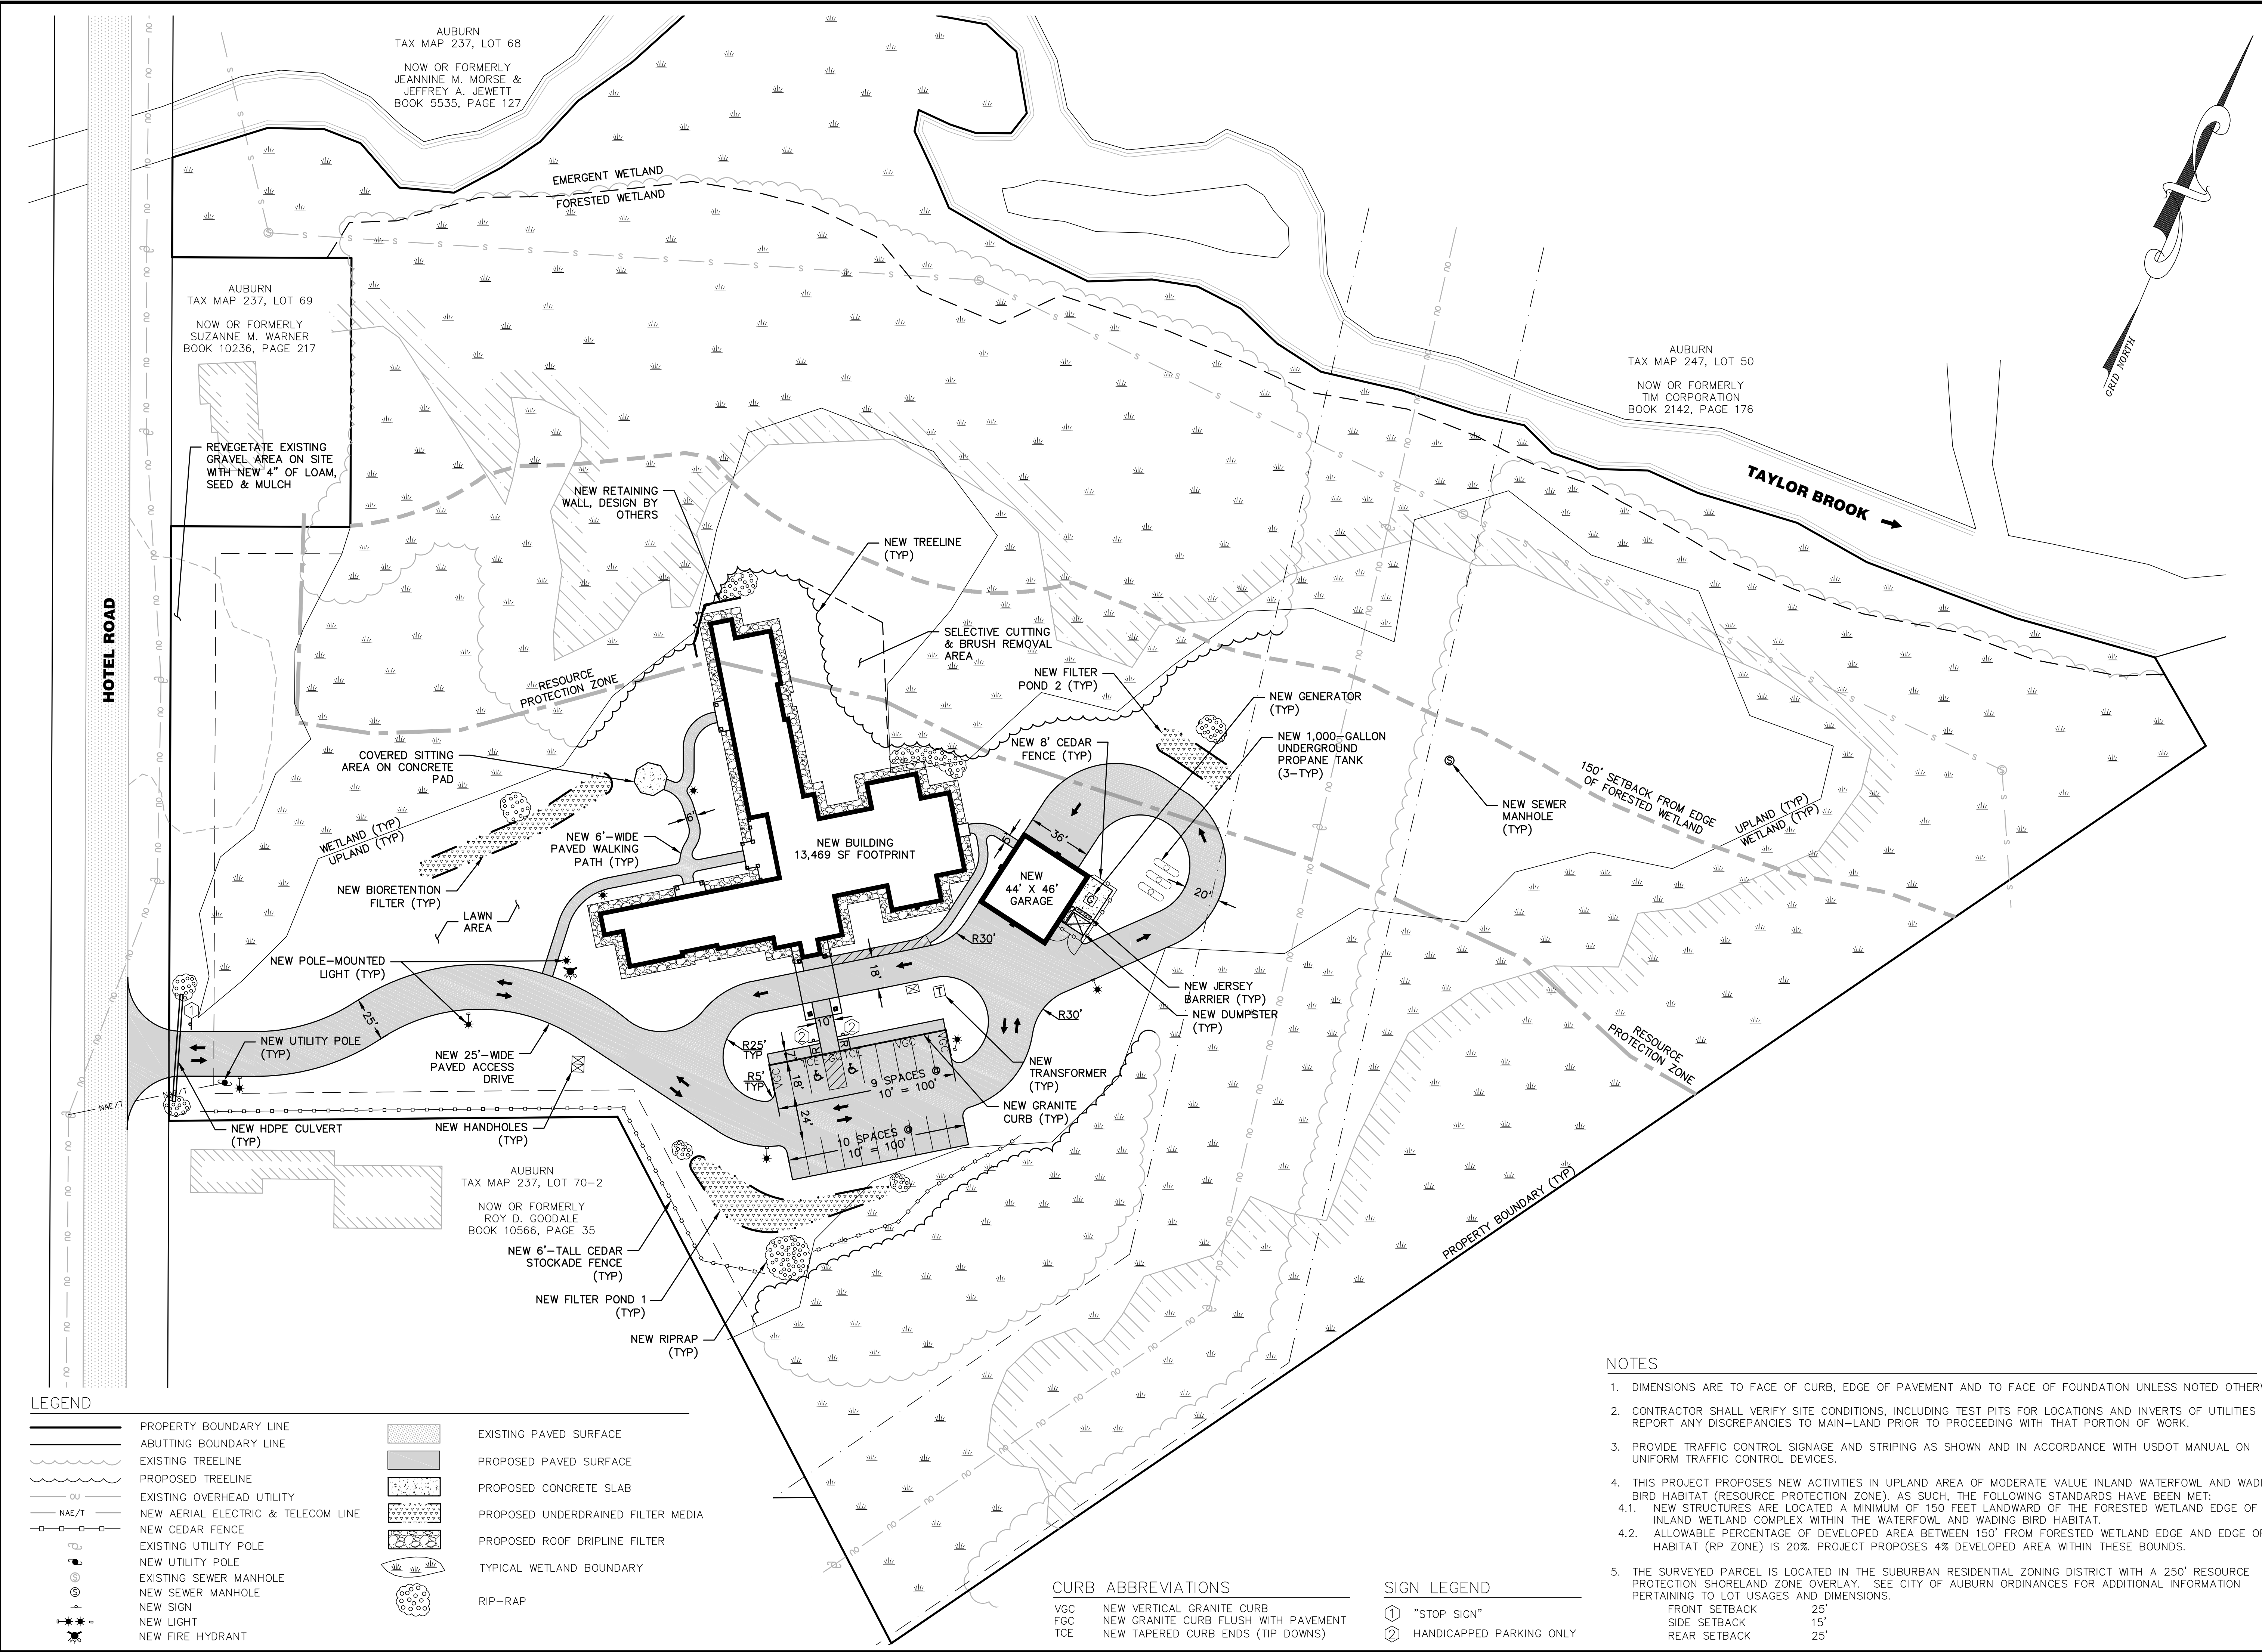 AUBURN
TAX MAP 237, LOT 68
NOW OR FORMERLY
JEANNINE M. MORSE &
JEFFREY A. JEWETT
BOOK 5535, PAGE 127
EMERGENT WETLAND
FORESTED WETLAND
AUBURN
TAX MAP 237, LOT 69
NOW OR FORMERLY
SUZANNE M. WARNER
BOOK 10236, PAGE 217
REVEGETATE EXISTING
GRAVEL AREA ON SITE
WITH NEW 4" OF LOAM,
SEED & MULCH
AUBURN
TAX MAP 247, LOT 50
NOW OR FORMERLY
TIM CORPORATION
BOOK 2142, PAGE 176
GRID NORTH
TAYLOR BROOK
HOTEL ROAD
NEW RETAINING
WALL, DESIGN BY
OTHERS
NEW TREELINE
(TYP)
SELECTIVE CUTTING
& BRUSH REMOVAL
AREA
RESOURCE
PROTECTION ZONE
NEW FILTER
POND 2 (TYP)
NEW GENERATOR
(TYP)
NEW 1,000-GALLON
UNDERGROUND
PROPANE TANK
(3-TYP)
NEW 8' CEDAR
FENCE (TYP)
COVERED SITTING
AREA ON CONCRETE
PAD
6'
NEW 6'-WIDE
PAVED WALKING
PATH (TYP)
NEW BUILDING
13,469 SF FOOTPRINT
5'
36'
NEW
44' X 46'
GARAGE
G
20'
NEW SEWER
MANHOLE
(TYP)
150' SETBACK FROM EDGE
OF FORESTED
WETLAND
UPLAND (TYP)
WETLAND (TYP)
WETLAND (TYP)
UPLAND (TYP)
NEW BIORETENTION
FILTER (TYP)
LAWN
AREA
NEW POLE-MOUNTED
LIGHT (TYP)
R30'
18'
T
NEW JERSEY
BARRIER (TYP)
NEW DUMPSTER
(TYP)
R30'
1
25'
NEW UTILITY POLE
(TYP)
NEW 25'-WIDE
PAVED ACCESS
DRIVE
2
10'
2
R25'
TYP
R5'
TYP
7'
18'
24'
VGC
TCE
FGC
TCE
VGC
VGC
9 SPACES @
10' = 100'
10 SPACES @
10' = 100'
NEW
TRANSFORMER
(TYP)
NEW GRANITE
CURB (TYP)
RESOURCE
PROTECTION ZONE
NAE/T
NEW HDPE CULVERT
(TYP)
NEW HANDHOLES
(TYP)
AUBURN
TAX MAP 237, LOT 70-2
NOW OR FORMERLY
ROY D. GOODALE
BOOK 10566, PAGE 35
NEW 6'-TALL CEDAR
STOCKADE FENCE
(TYP)
NEW FILTER POND 1
(TYP)
NEW RIPRAP
(TYP)
PROPERTY BOUNDARY (TYP)
LEGEND
PROPERTY BOUNDARY LINE
ABUTTING BOUNDARY LINE
EXISTING TREELINE
PROPOSED TREELINE
OU EXISTING OVERHEAD UTILITY
NAE/T NEW AERIAL ELECTRIC & TELECOM LINE
NEW CEDAR FENCE
EXISTING UTILITY POLE
NEW UTILITY POLE
S EXISTING SEWER MANHOLE
S NEW SEWER MANHOLE
NEW SIGN
NEW LIGHT
NEW FIRE HYDRANT
EXISTING PAVED SURFACE
PROPOSED PAVED SURFACE
PROPOSED CONCRETE SLAB
PROPOSED UNDERDRAINED FILTER MEDIA
PROPOSED ROOF DRIPLINE FILTER
TYPICAL WETLAND BOUNDARY
RIP-RAP
CURB ABBREVIATIONS
VGC NEW VERTICAL GRANITE CURB
FGC NEW GRANITE CURB FLUSH WITH PAVEMENT
TCE NEW TAPERED CURB ENDS (TIP DOWNS)
SIGN LEGEND
1 "STOP SIGN"
2 HANDICAPPED PARKING ONLY
NOTES
1. DIMENSIONS ARE TO FACE OF CURB, EDGE OF PAVEMENT AND TO FACE OF FOUNDATION UNLESS NOTED
2. CONTRACTOR SHALL VERIFY SITE CONDITIONS, INCLUDING TEST PITS FOR LOCATIONS AND INVERTS OF UTILITIES
REPORT ANY DISCREPANCIES TO MAIN-LAND PRIOR TO PROCEEDING WITH THAT PORTION OF WORK.
3. PROVIDE TRAFFIC CONTROL SIGNAGE AND STRIPING AS SHOWN AND IN ACCORDANCE WITH USDOT MANUAL ON
UNIFORM TRAFFIC CONTROL DEVICES.
4. THIS PROJECT PROPOSES NEW ACTIVITIES IN UPLAND AREA OF MODERATE VALUE INLAND WATERFOWL AND
BIRD HABITAT (RESOURCE PROTECTION ZONE). AS SUCH, THE FOLLOWING STANDARDS HAVE BEEN MET:
4.1. NEW STRUCTURES ARE LOCATED A MINIMUM OF 150 FEET LANDWARD OF THE FORESTED WETLAND EDGE OF
INLAND WETLAND COMPLEX WITHIN THE WATERFOWL AND WADING BIRD HABITAT.
4.2. ALLOWABLE PERCENTAGE OF DEVELOPED AREA BETWEEN 150' FROM FORESTED WETLAND EDGE AND EDGE
HABITAT (RP ZONE) IS 20%. PROJECT PROPOSES 4% DEVELOPED AREA WITHIN THESE BOUNDS.
5. THE SURVEYED PARCEL IS LOCATED IN THE SUBURBAN RESIDENTIAL ZONING DISTRICT WITH A 250' RESOURCE
PROTECTION SHORELAND ZONE OVERLAY. SEE CITY OF AUBURN ORDINANCES FOR ADDITIONAL INFORMATION
PERTAINING TO LOT USAGES AND DIMENSIONS.
FRONT SETBACK 25'
SIDE SETBACK 15'
REAR SETBACK 25'